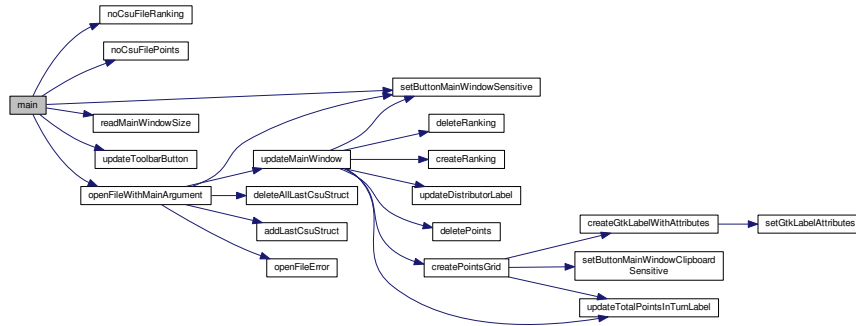 noCsuFileRanking
noCsuFilePoints
main
setButtonMainWindowSensitive
readMainWindowSize
deleteRanking
updateToolbarButton
updateMainWindow
createRanking
openFileWithMainArgument
deleteAllLastCsuStruct
updateDistributorLabel
addLastCsuStruct
deletePoints
createGtkLabelWithAttributes
setGtkLabelAttributes
openFileError
createPointsGrid
setButtonMainWindowClipboard
Sensitive
updateTotalPointsInTurnLabel